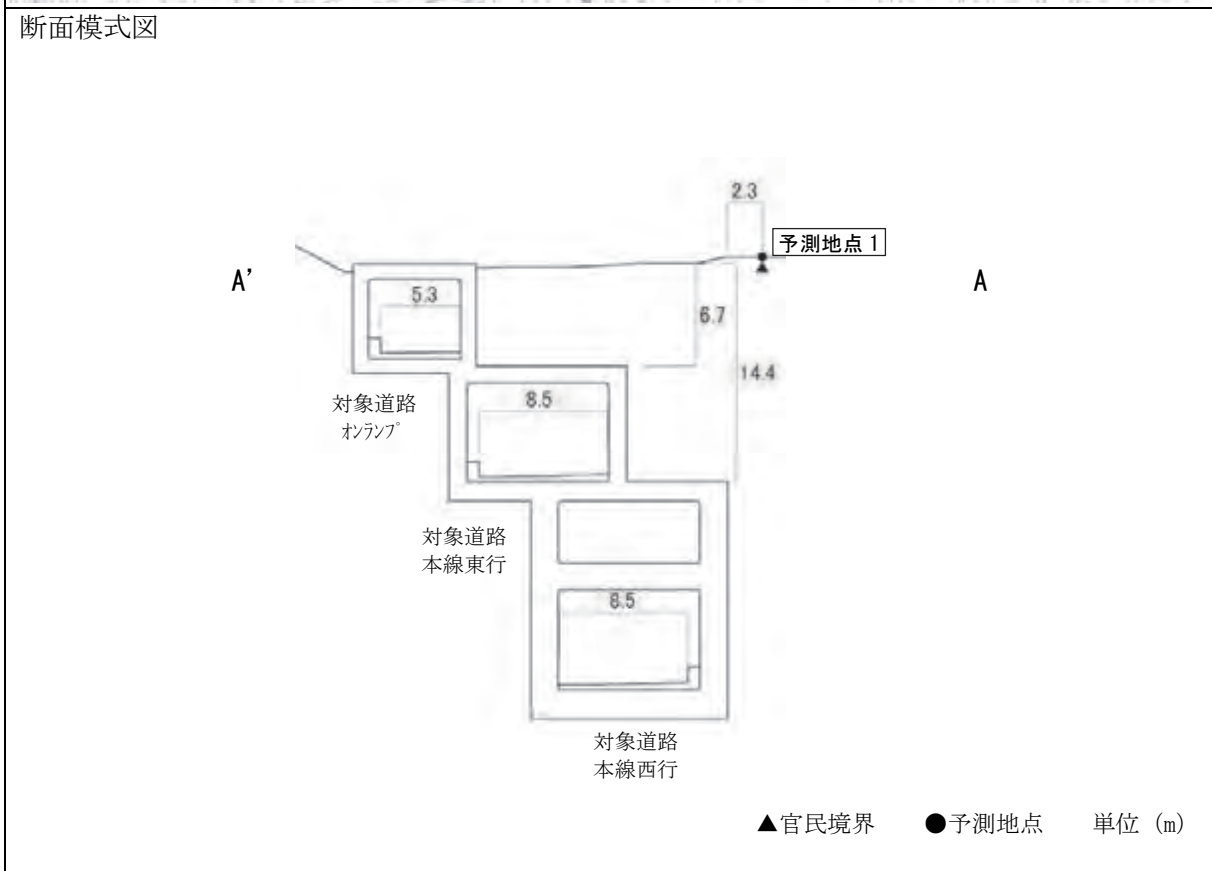 断面模式図
2.3
予測地点1
A'
A
5.3
6.7
14.4
対象道路
オンランプ
8.5
対象道路
本線東行
8.5
対象道路
本線西行
▲官民境界 ●予測地点 単位 (m)